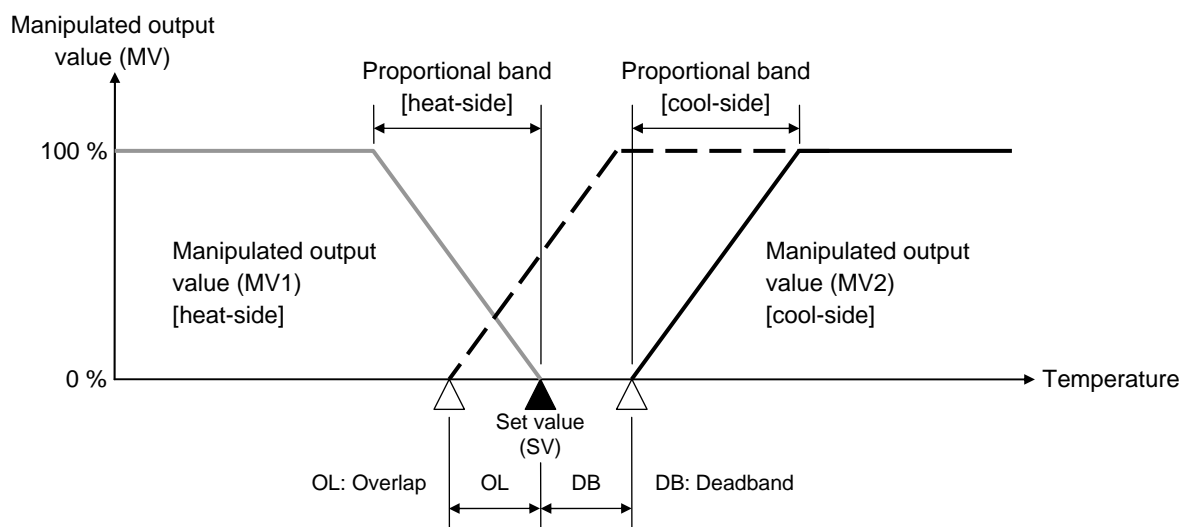 Manipulated output
value (MV)
Proportional band
[heat-side]
Proportional band
[cool-side]
100 %
Manipulated output
value (MV1)
[heat-side]
Manipulated output
value (MV2)
[cool-side]
0 %
Temperature
Set value
(SV)
OL: Overlap
OL
DB
DB: Deadband